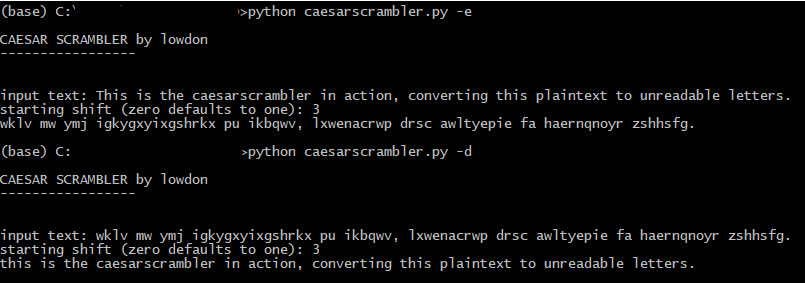 (base) C:\ >python caesarscrambler.py -e
CAESAR SCRAMBLER by lowdon
-----------------
input text: This is the caesarscrambler in action, converting this plaintext to unreadable letters.
starting shift (zero defaults to one): 3
wklv mw ymj igkygxyixgshrkx pu ikbqwv, lxwenacrwp drsc awltyepie fa haernqnoyr zshhsfg.
(base) C: >python caesarscrambler.py -d
CAESAR SCRAMBLER by lowdon
-----------------
input text: wklv mw ymj igkygxyixgshrkx pu ikbqwv, lxwenacrwp drsc awltyepie fa haernqnoyr zshhsfg.
starting shift (zero defaults to one): 3
this is the caesarscrambler in action, converting this plaintext to unreadable letters.